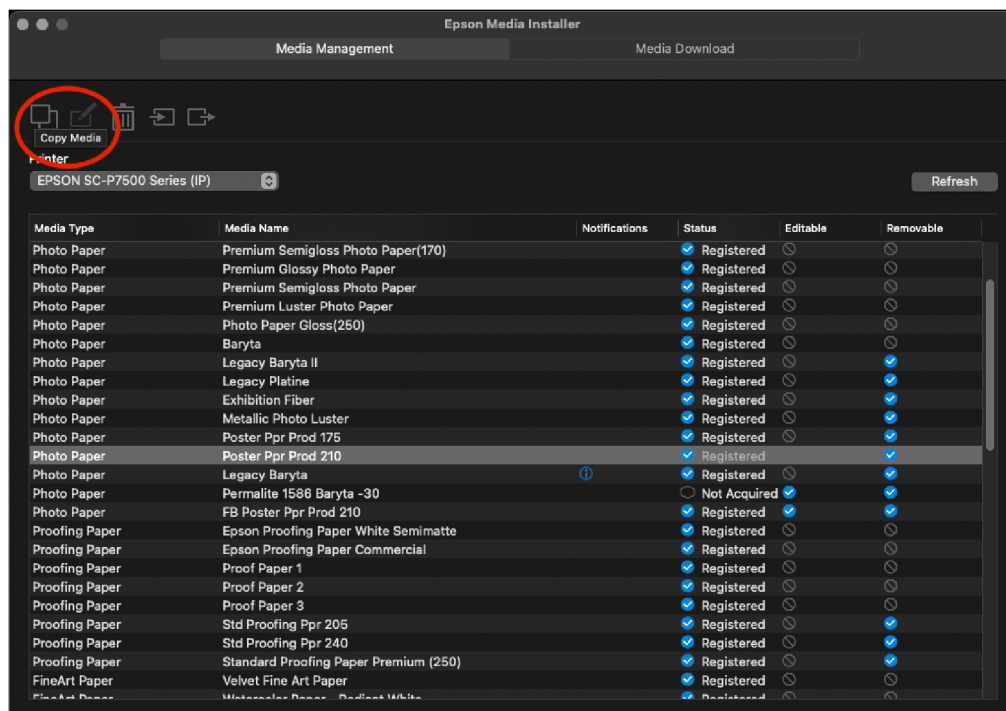 Epson Media Installer
Media Management Media Download
Copy Media
Printer
EPSON SC-P7500 Series (IP) Refresh
Media Type Media Name Notifications Status Editable Removable
Photo Paper Premium Semigloss Photo Paper(170) Registered
Photo Paper Premium Glossy Photo Paper Registered
Photo Paper Premium Semigloss Photo Paper Registered
Photo Paper Premium Luster Photo Paper Registered
Photo Paper Photo Paper Gloss(250) Registered
Photo Paper Baryta Registered
Photo Paper Legacy Baryta II Registered
Photo Paper Legacy Platine Registered
Photo Paper Exhibition Fiber Registered
Photo Paper Metallic Photo Luster Registered
Photo Paper Poster Ppr Prod 175 Registered
Photo Paper Poster Ppr Prod 210 Registered
Photo Paper Legacy Baryta Registered
Photo Paper Permalite 1586 Baryta -30 Not Acquired
Photo Paper FB Poster Ppr Prod 210 Registered
Proofing Paper Epson Proofing Paper White Semimatte Registered
Proofing Paper Epson Proofing Paper Commercial Registered
Proofing Paper Proof Paper 1 Registered
Proofing Paper Proof Paper 2 Registered
Proofing Paper Proof Paper 3 Registered
Proofing Paper Std Proofing Ppr 205 Registered
Proofing Paper Std Proofing Ppr 240 Registered
Proofing Paper Standard Proofing Paper Premium (250) Registered
FineArt Paper Velvet Fine Art Paper Registered
FineArt Paper Watercolor Paper - Radiant White Registered